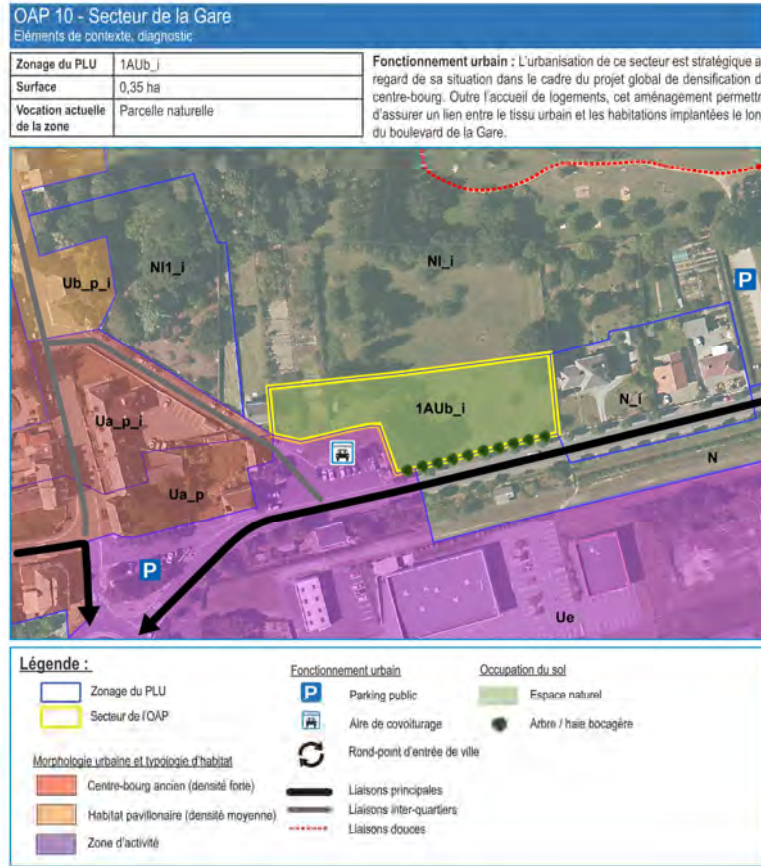 OAP 10 - Secteur de la Gare
Eléments de contexte, diagnostic
Zonage du PLU 1AUb_i
Surface 0,35 ha
Vocation actuelle de la zone Parcelle naturelle
Fonctionnement urbain : L'urbanisation de ce secteur est stratégique a
regard de sa situation dans le cadre du projet global de densification d
centre-bourg. Outre l'accueil de logements, cet aménagement permettr
d'assurer un lien entre le tissu urbain et les habitations implantées le lon
du boulevard de la Gare.
Nl1_i
Nl_i
Ub_p_i
P
1AUb_i
N_i
Ua_p_i
N
Ua_p
P
Ue
Légende :
Zonage du PLU
Secteur de l'OAP
Morphologie urbaine et typologie d'habitat
Centre-bourg ancien (densité forte)
Habitat pavillonaire (densité moyenne)
Zone d'activité
Fonctionnement urbain
P Parking public
Aire de covoiturage
Rond-point d'entrée de ville
Liaisons principales
Liaisons inter-quartiers
Liaisons douces
Occupation du sol
Espace naturel
Arbre / haie bocagère